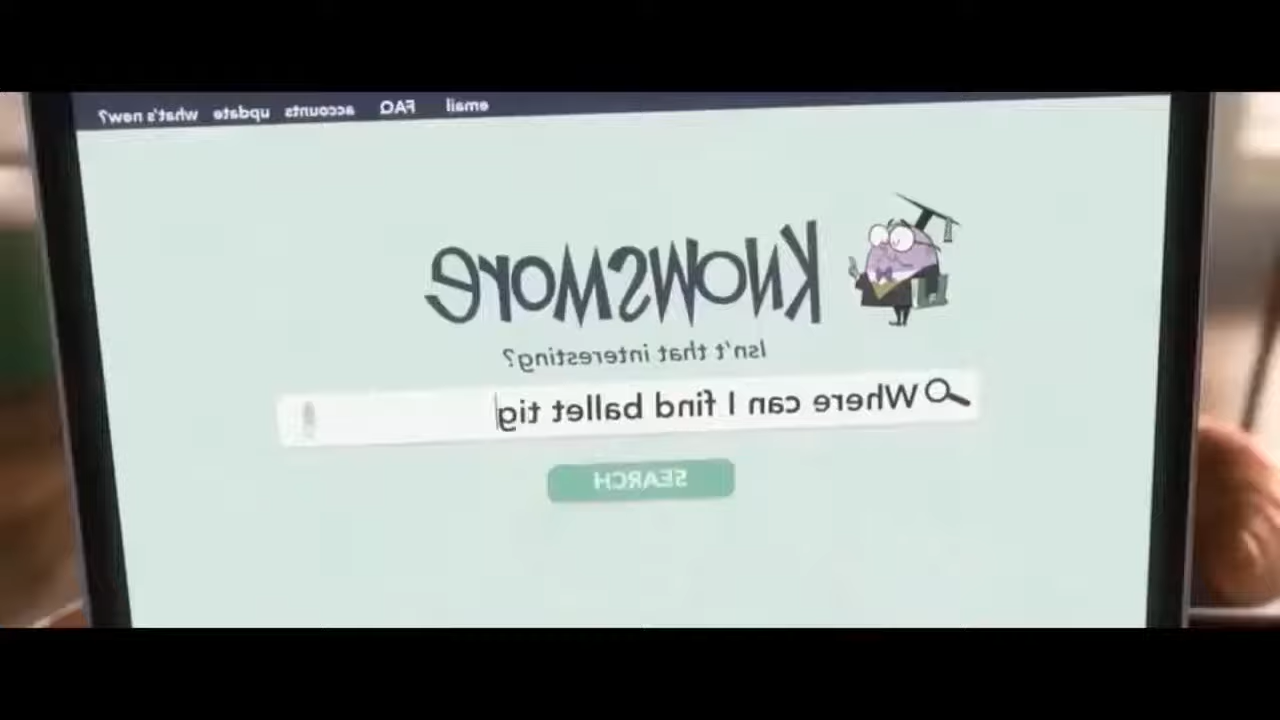 email FAQ accounts update what's new?
KNOWSMORE
Isn't that interesting?
Where can I find ballet tig
SEARCH